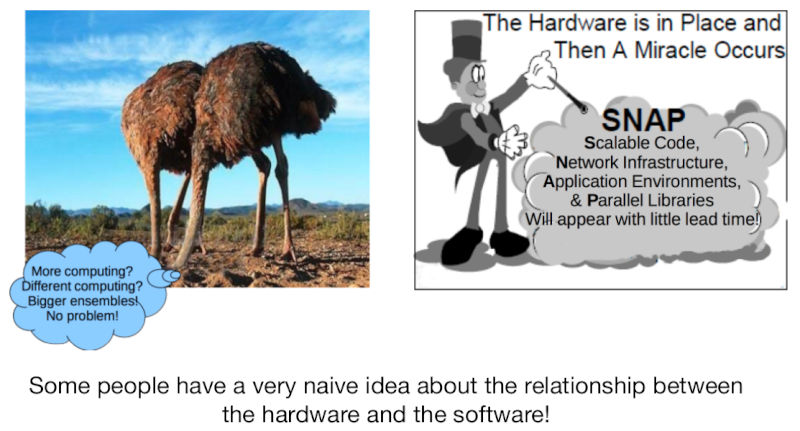 The Hardware is in Place and
Then A Miracle Occurs
SNAP
Scalable Code,
Network Infrastructure,
Application Environments,
& Parallel Libraries
Will appear with little lead time!
More computing?
Different computing?
Bigger ensembles!
No problem!
Some people have a very naive idea about the relationship between
the hardware and the software!